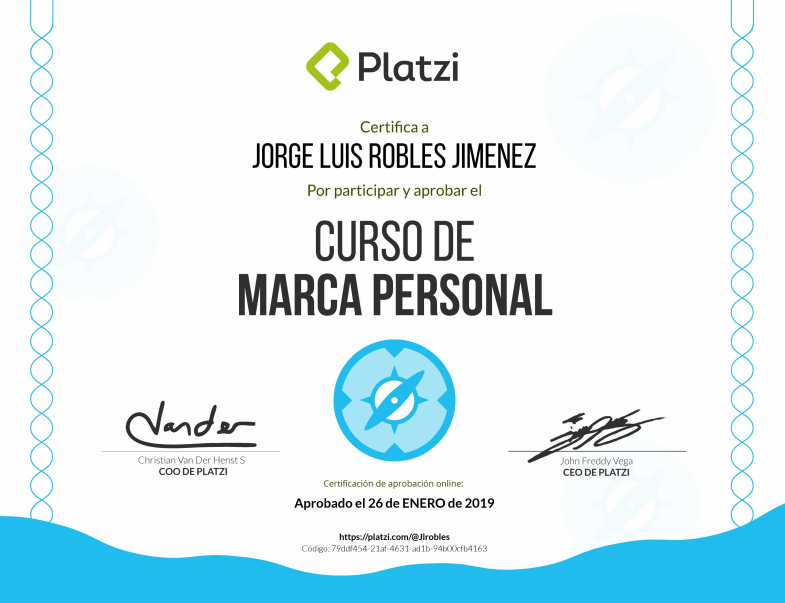 Platzi
Certifica a
JORGE LUIS ROBLES JIMENEZ
Por participar y aprobar el
CURSO DE
MARCA PERSONAL
Vander
Christian Van Der Henst S
COO DE PLATZI
John Freddy Vega
CEO DE PLATZI
Certificación de aprobación online:
Aprobado el 26 de ENERO de 2019
https://platzi.com/@Jlrobles
Código: 79ddf454-21af-4631-ad1b-94b00cfb4163